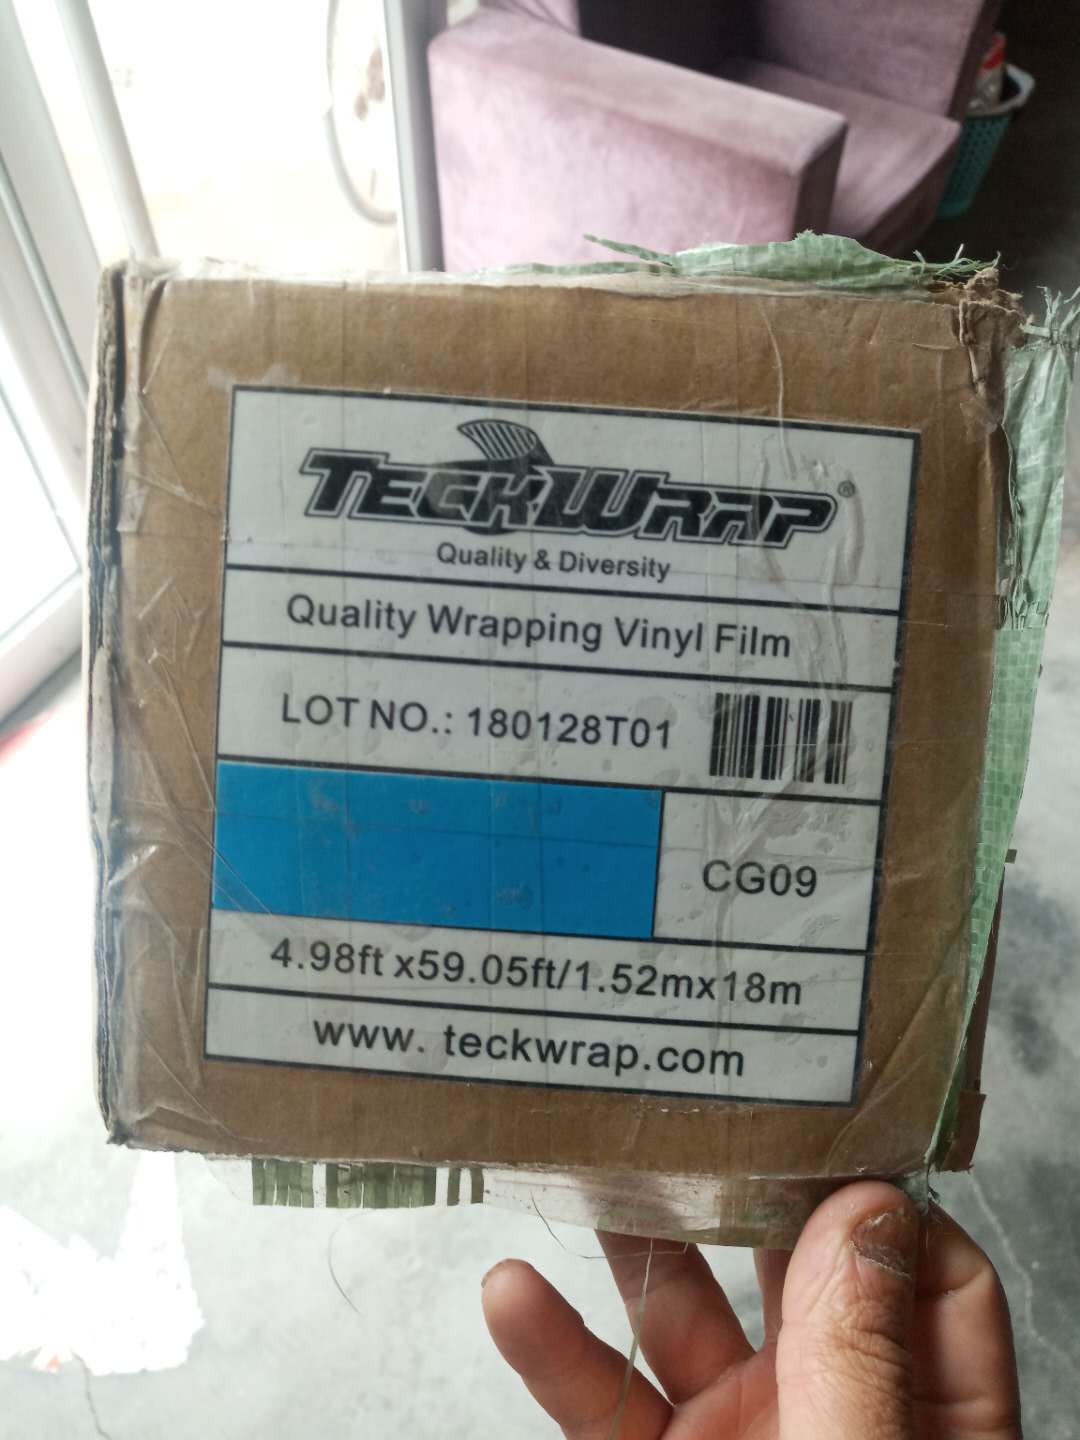 TECKWRAP®
Quality & Diversity
Quality Wrapping Vinyl Film
LOT NO.: 180128T01
CG09
4.98ft x59.05ft/1.52mx18m
www. teckwrap.com